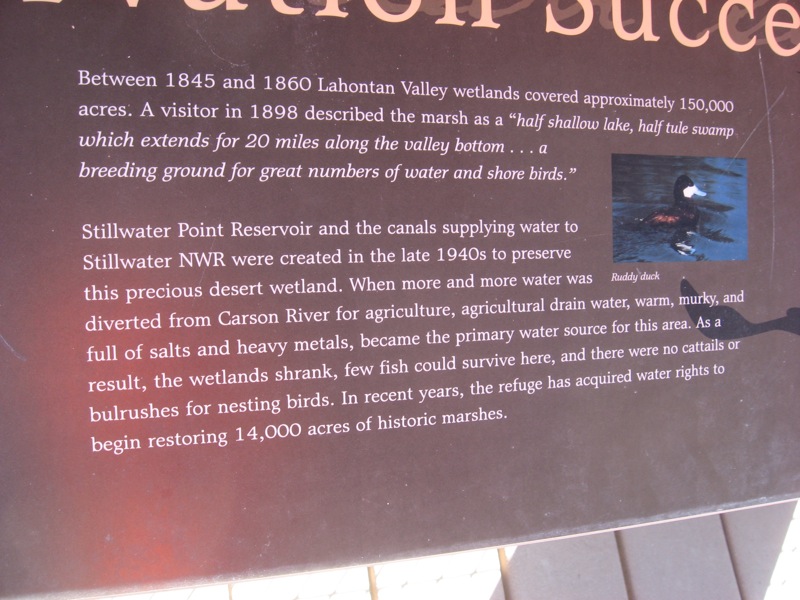 Succe
Between 1845 and 1860 Lahontan Valley wetlands covered approximately 150,000
acres. A visitor in 1898 described the marsh as a “half shallow lake, half tule swamp
which extends for 20 miles along the valley bottom . . . a
breeding ground for great numbers of water and shore birds.”
Stillwater Point Reservoir and the canals supplying water to
Stillwater NWR were created in the late 1940s to preserve
this precious desert wetland. When more and more water was
diverted from Carson River for agriculture, agricultural drain water, warm, murky, and
full of salts and heavy metals, became the primary water source for this area. As a
result, the wetlands shrank, few fish could survive here, and there were no cattails or
bulrushes for nesting birds. In recent years, the refuge has acquired water rights to
begin restoring 14,000 acres of historic marshes.
Ruddy duck